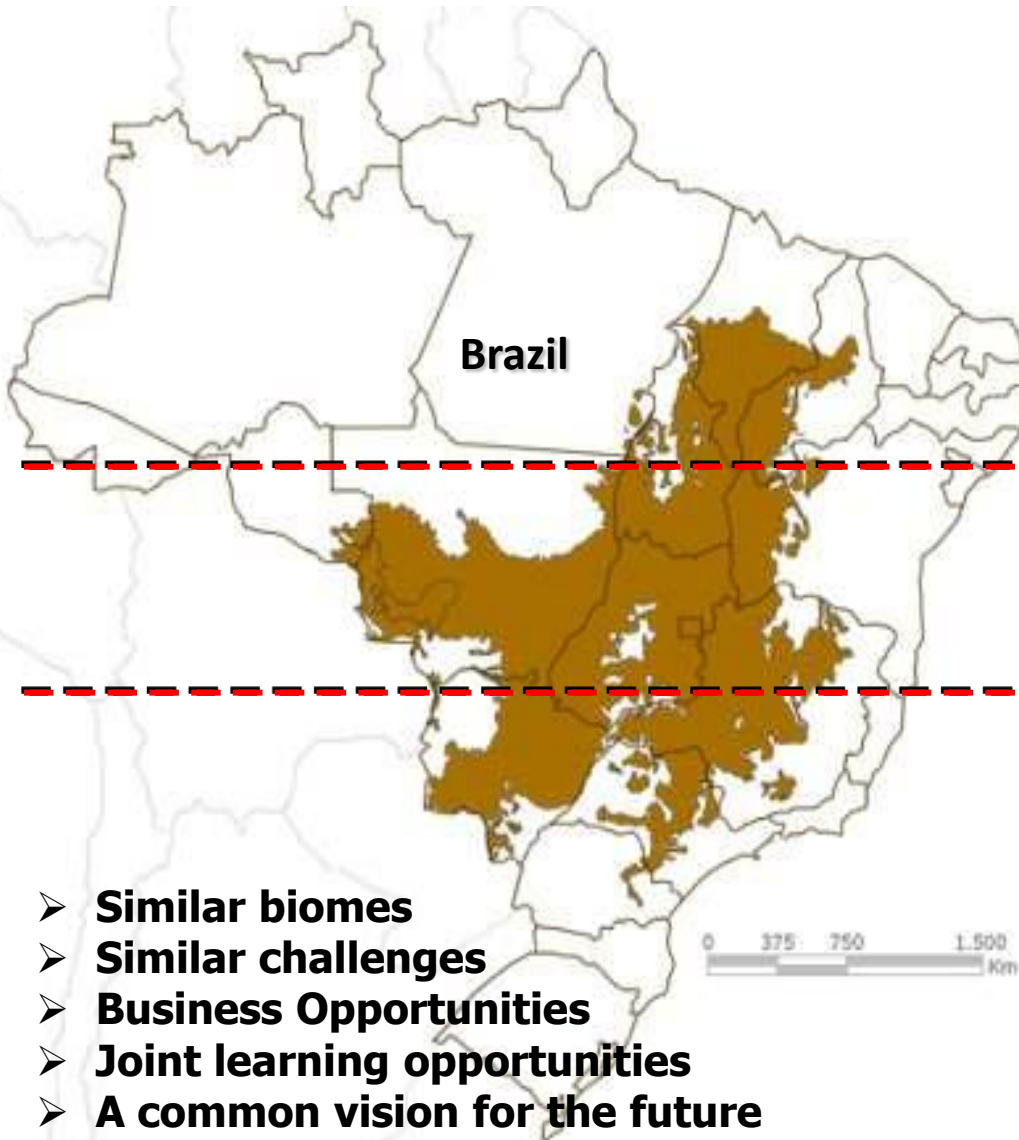 Brazil
➢ Similar biomes
➢ Similar challenges
0 375 750 1.500
Km
➢ Business Opportunities
➢ Joint learning opportunities
➢ A common vision for the future